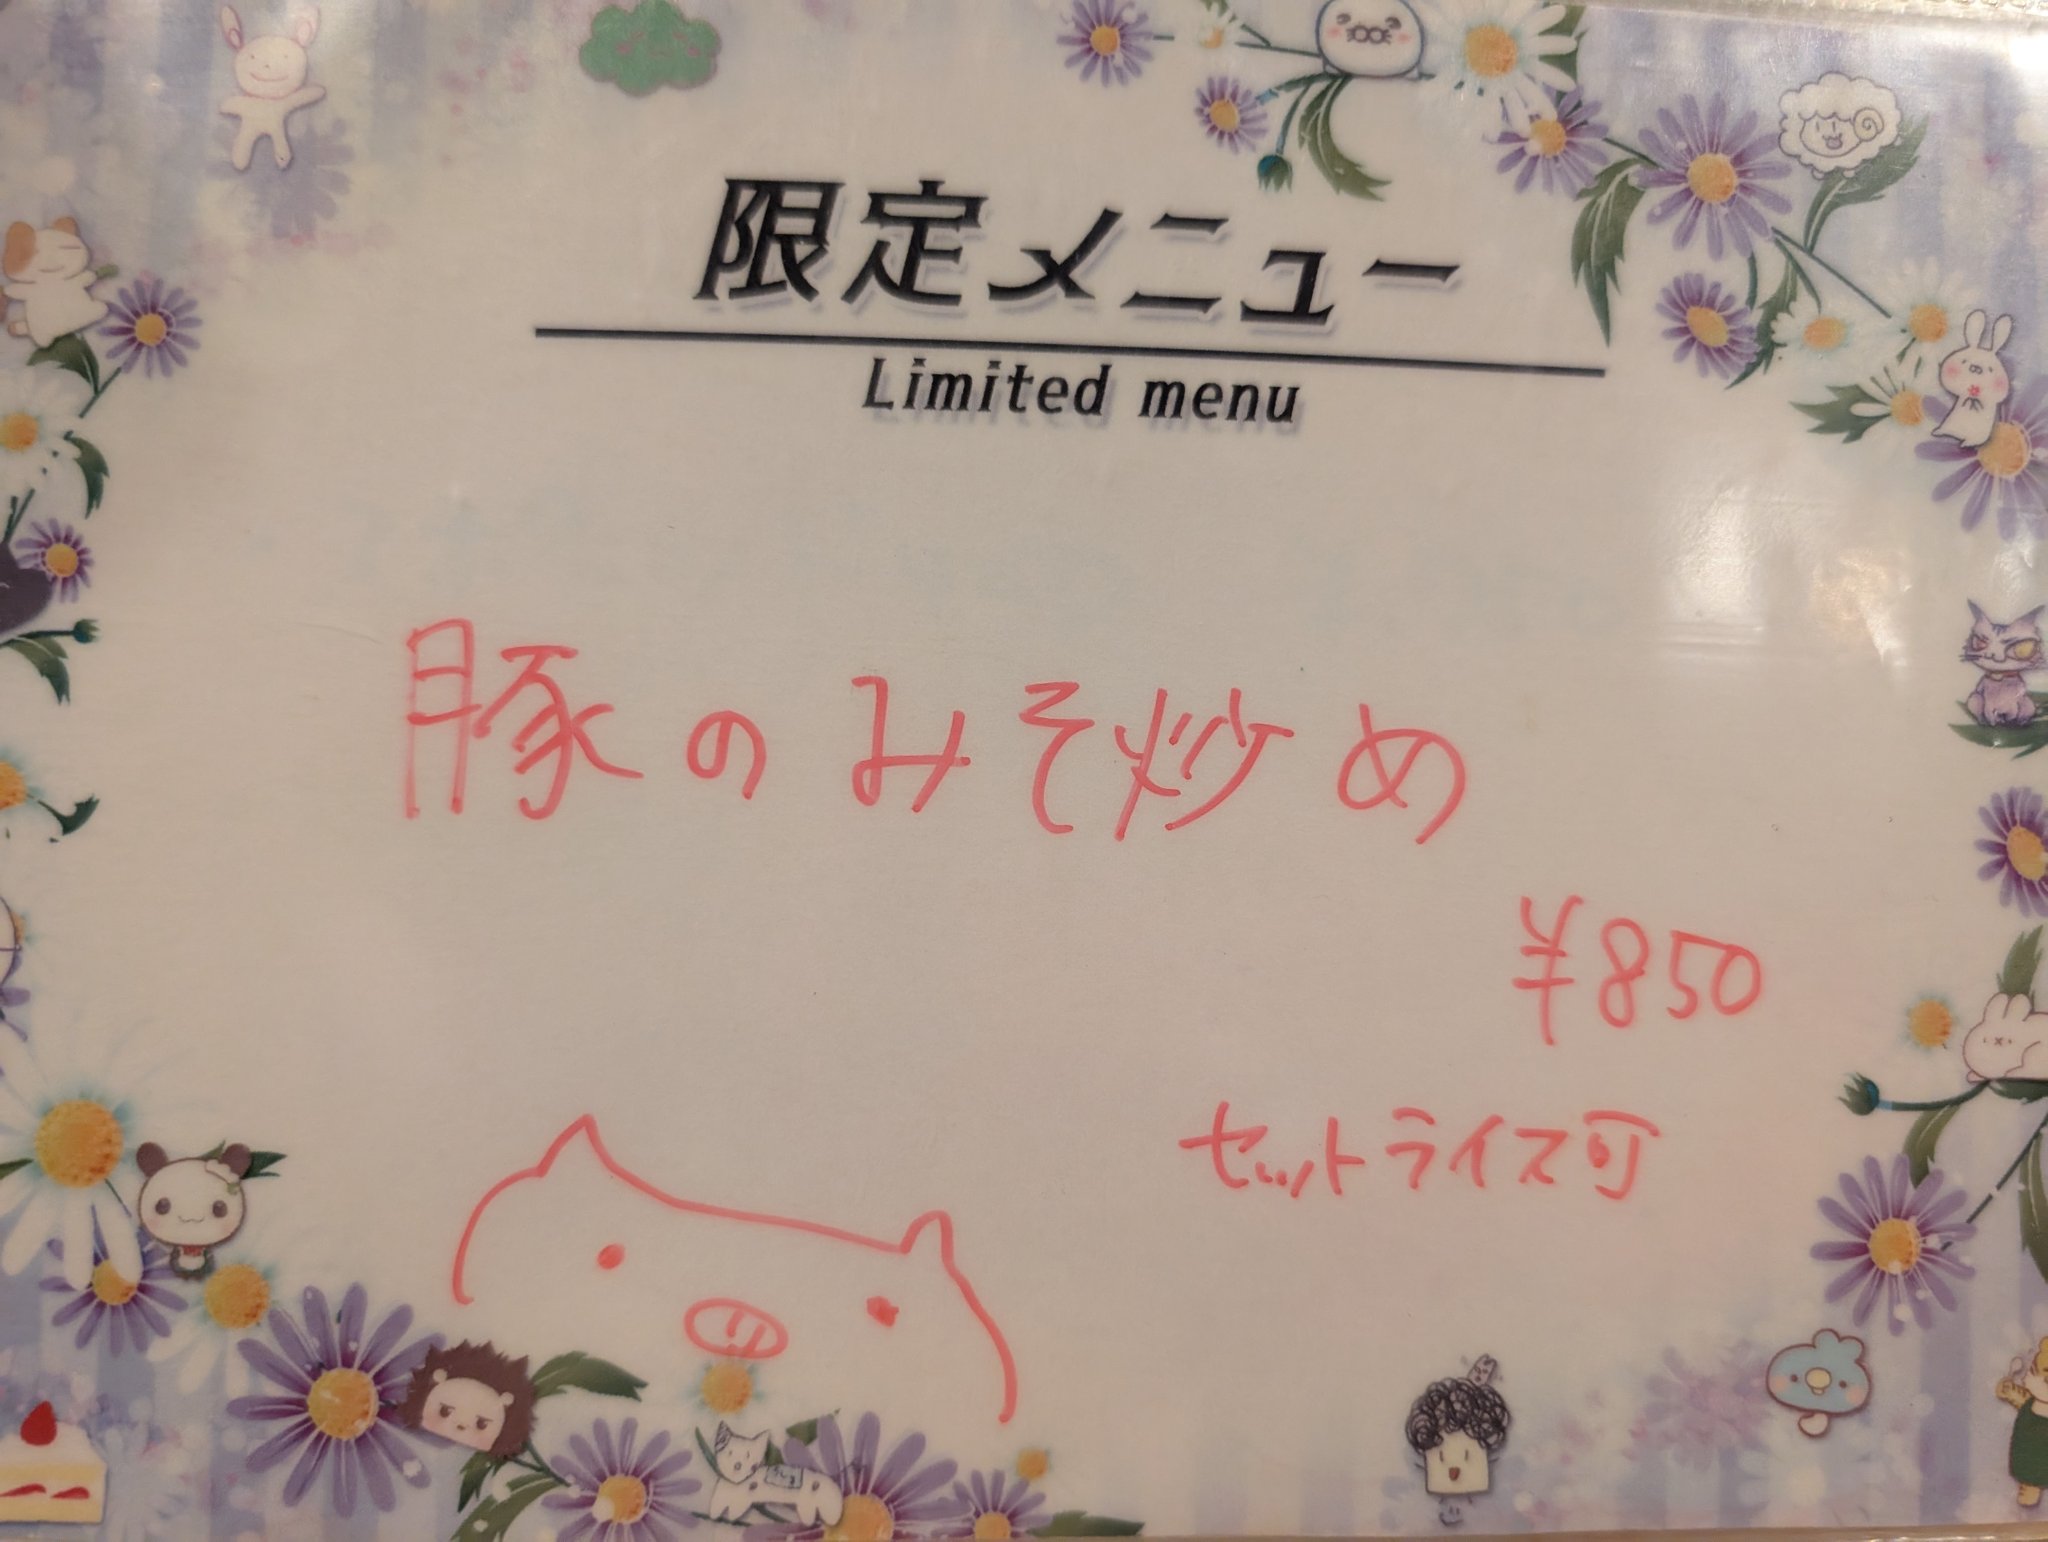 限定メニュー
Limited menu
豚のみそ炒め
¥850
セットライス可